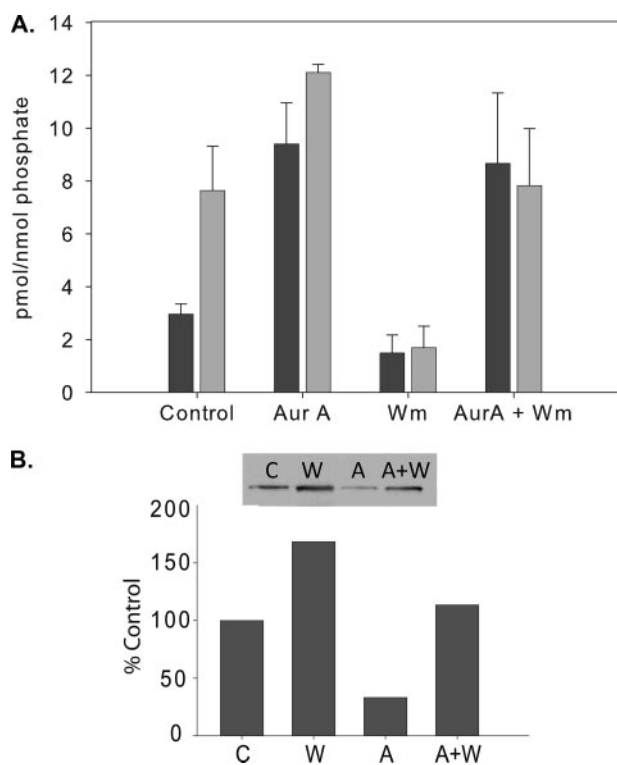 A.
14
12
10
8
6
4
2
0
pmol/nmol phosphate
Control Aur A Wm AurA + Wm
B.
C W A A+W
200
150
100
50
0
% Control
C W A A+W